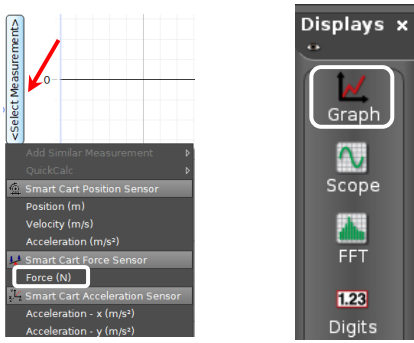 <Select Measurement>
0
Add Similar Measurement
QuickCalc
Smart Cart Position Sensor
Position (m)
Velocity (m/s)
Acceleration (m/s²)
Smart Cart Force Sensor
Force (N)
Smart Cart Acceleration Sensor
Acceleration - x (m/s²)
Acceleration - y (m/s²)
Displays x
Graph
Scope
FFT
1.23
Digits